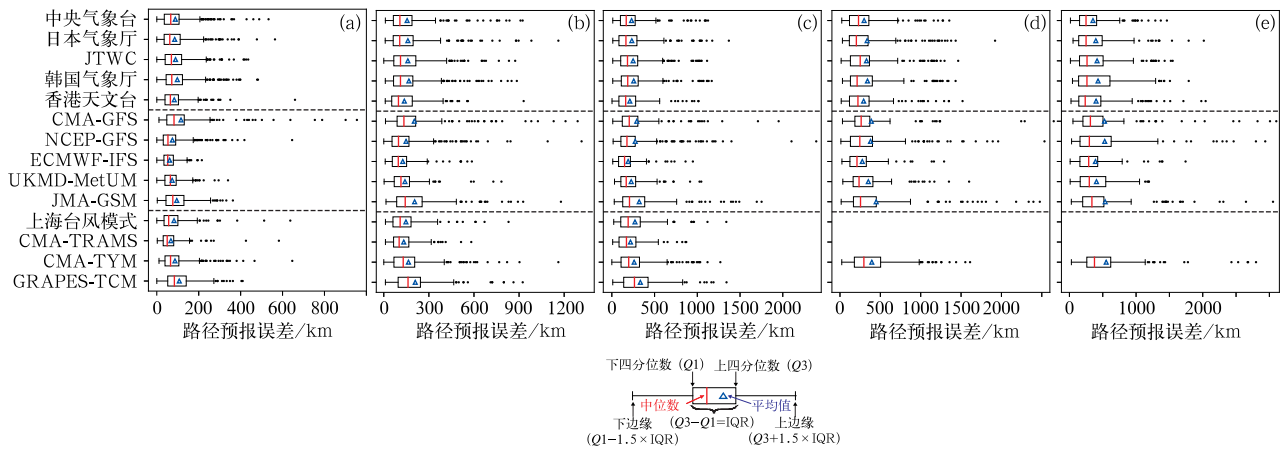 中央气象台
日本气象厅
JTWC
韩国气象厅
香港天文台
CMA-GFS
NCEP-GFS
ECMWF-IFS
UKMD-MetUM
JMA-GSM
上海台风模式
CMA-TRAMS
CMA-TYM
GRAPES-TCM
(a)
0 200 400 600 800
路径预报误差/km
(b)
0 300 600 900 1200
路径预报误差/km
(c)
0 500 1000 1500 2000
路径预报误差/km
(d)
0 500 1000 1500 2000
路径预报误差/km
(e)
0 1000 2000
路径预报误差/km
下四分位数(Q1) 上四分位数(Q3)
中位数 平均值
下边缘 (Q3-Q1=IQR) 上边缘
(Q1-1.5×IQR) (Q3+1.5×IQR)